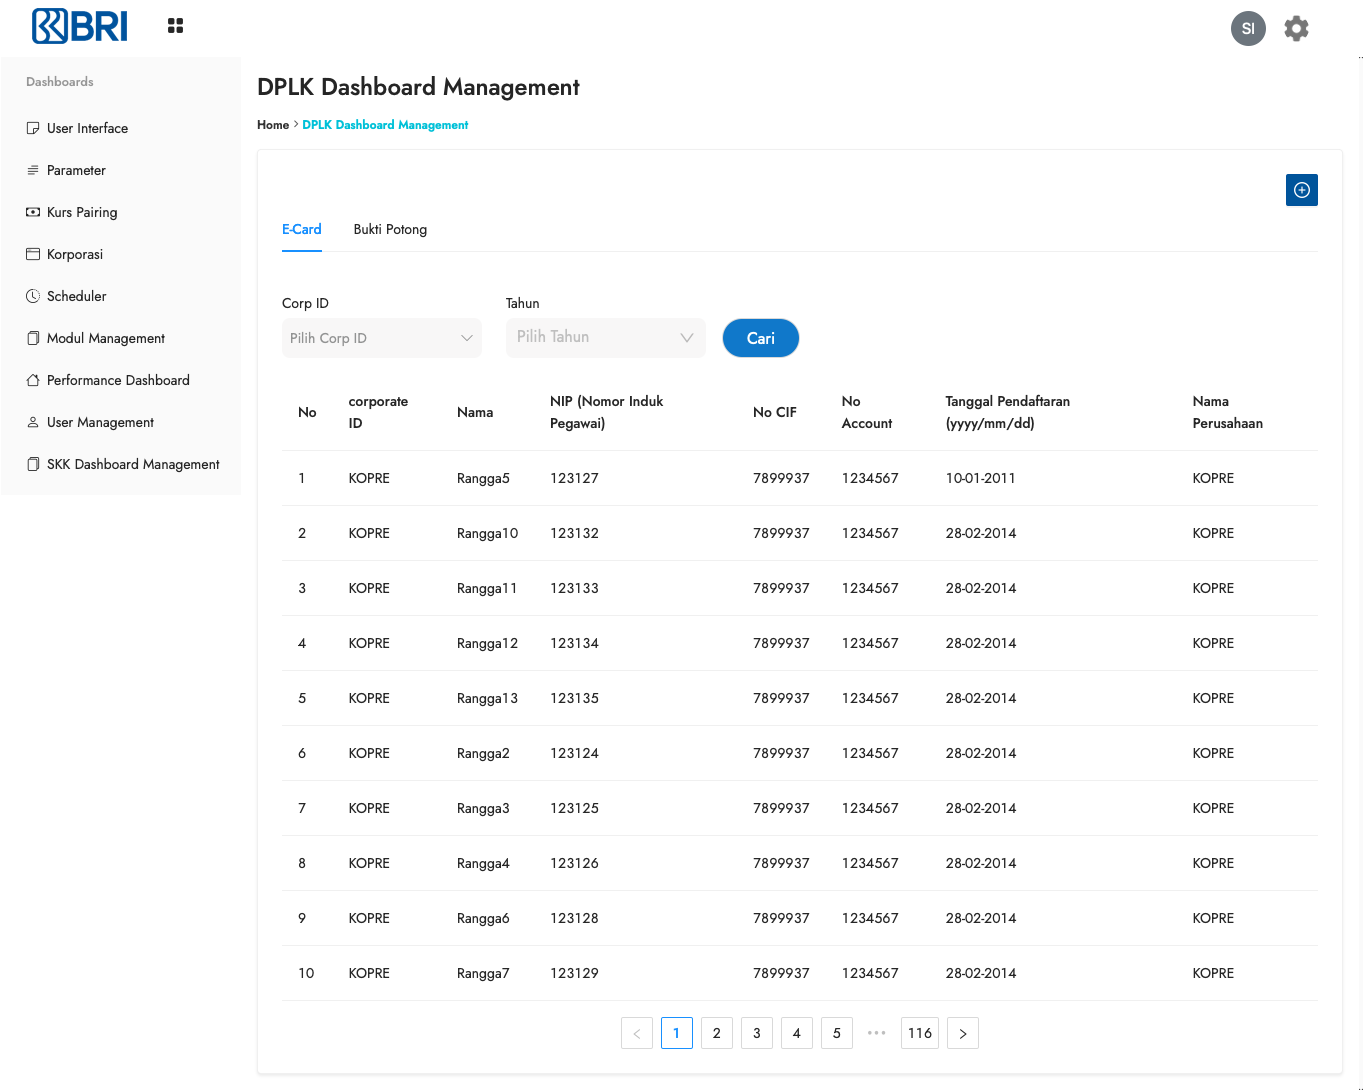 BRI
SI
Dashboards
User Interface
Parameter
Kurs Pairing
Korporasi
Scheduler
Modul Management
Performance Dashboard
User Management
SKK Dashboard Management
DPLK Dashboard Management
Home > DPLK Dashboard Management
E-Card Bukti Potong
Corp ID Tahun
Pilih Corp ID Pilih Tahun Cari
No corporate ID Nama NIP (Nomor Induk Pegawai) No CIF No Account Tanggal Pendaftaran (yyyy/mm/dd) Nama Perusahaan
1 KOPRE Rangga5 123127 7899937 1234567 10-01-2011 KOPRE
2 KOPRE Rangga10 123132 7899937 1234567 28-02-2014 KOPRE
3 KOPRE Rangga11 123133 7899937 1234567 28-02-2014 KOPRE
4 KOPRE Rangga12 123134 7899937 1234567 28-02-2014 KOPRE
5 KOPRE Rangga13 123135 7899937 1234567 28-02-2014 KOPRE
6 KOPRE Rangga2 123124 7899937 1234567 28-02-2014 KOPRE
7 KOPRE Rangga3 123125 7899937 1234567 28-02-2014 KOPRE
8 KOPRE Rangga4 123126 7899937 1234567 28-02-2014 KOPRE
9 KOPRE Rangga6 123128 7899937 1234567 28-02-2014 KOPRE
10 KOPRE Rangga7 123129 7899937 1234567 28-02-2014 KOPRE
< 1 2 3 4 5 ••• 116 >